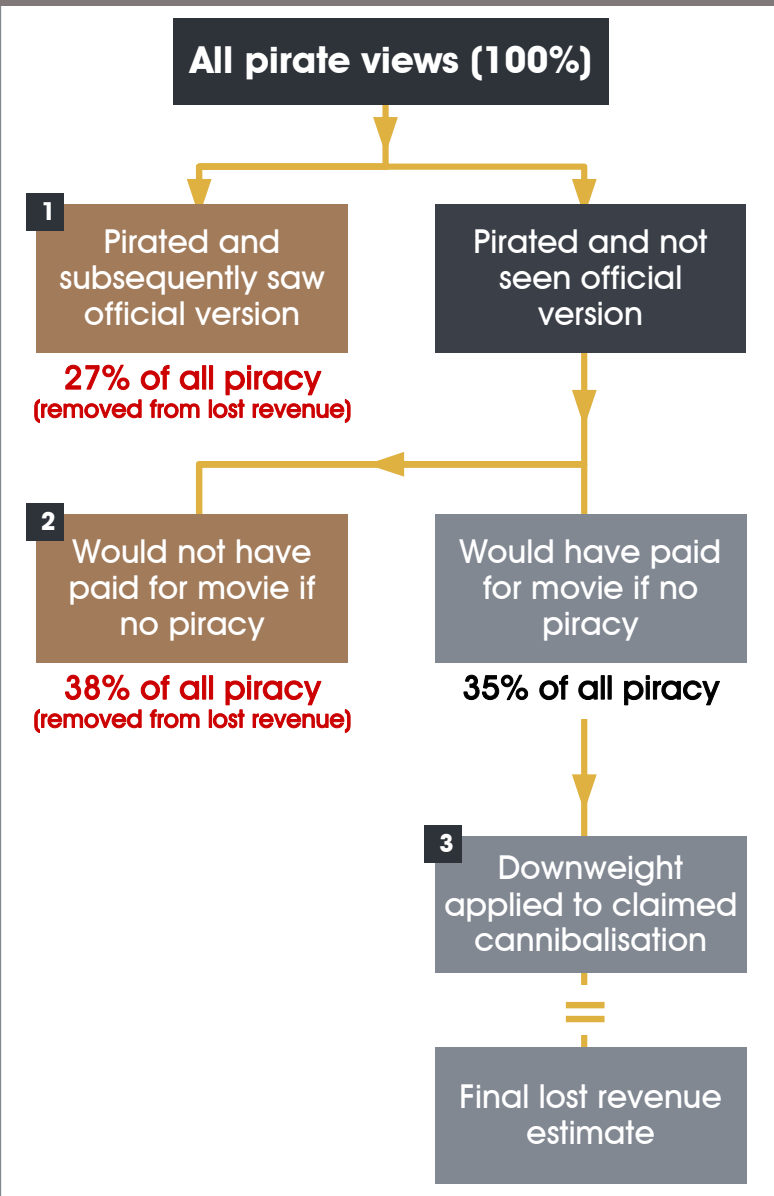 All pirate views (100%)
1
Pirated and
subsequently saw
official version
27% of all piracy
(removed from lost revenue)
Pirated and not
seen official
version
2
Would not have
paid for movie if
no piracy
38% of all piracy
(removed from lost revenue)
Would have paid
for movie if no
piracy
35% of all piracy
3
Downweight
applied to claimed
cannibalisation
=
Final lost revenue
estimate